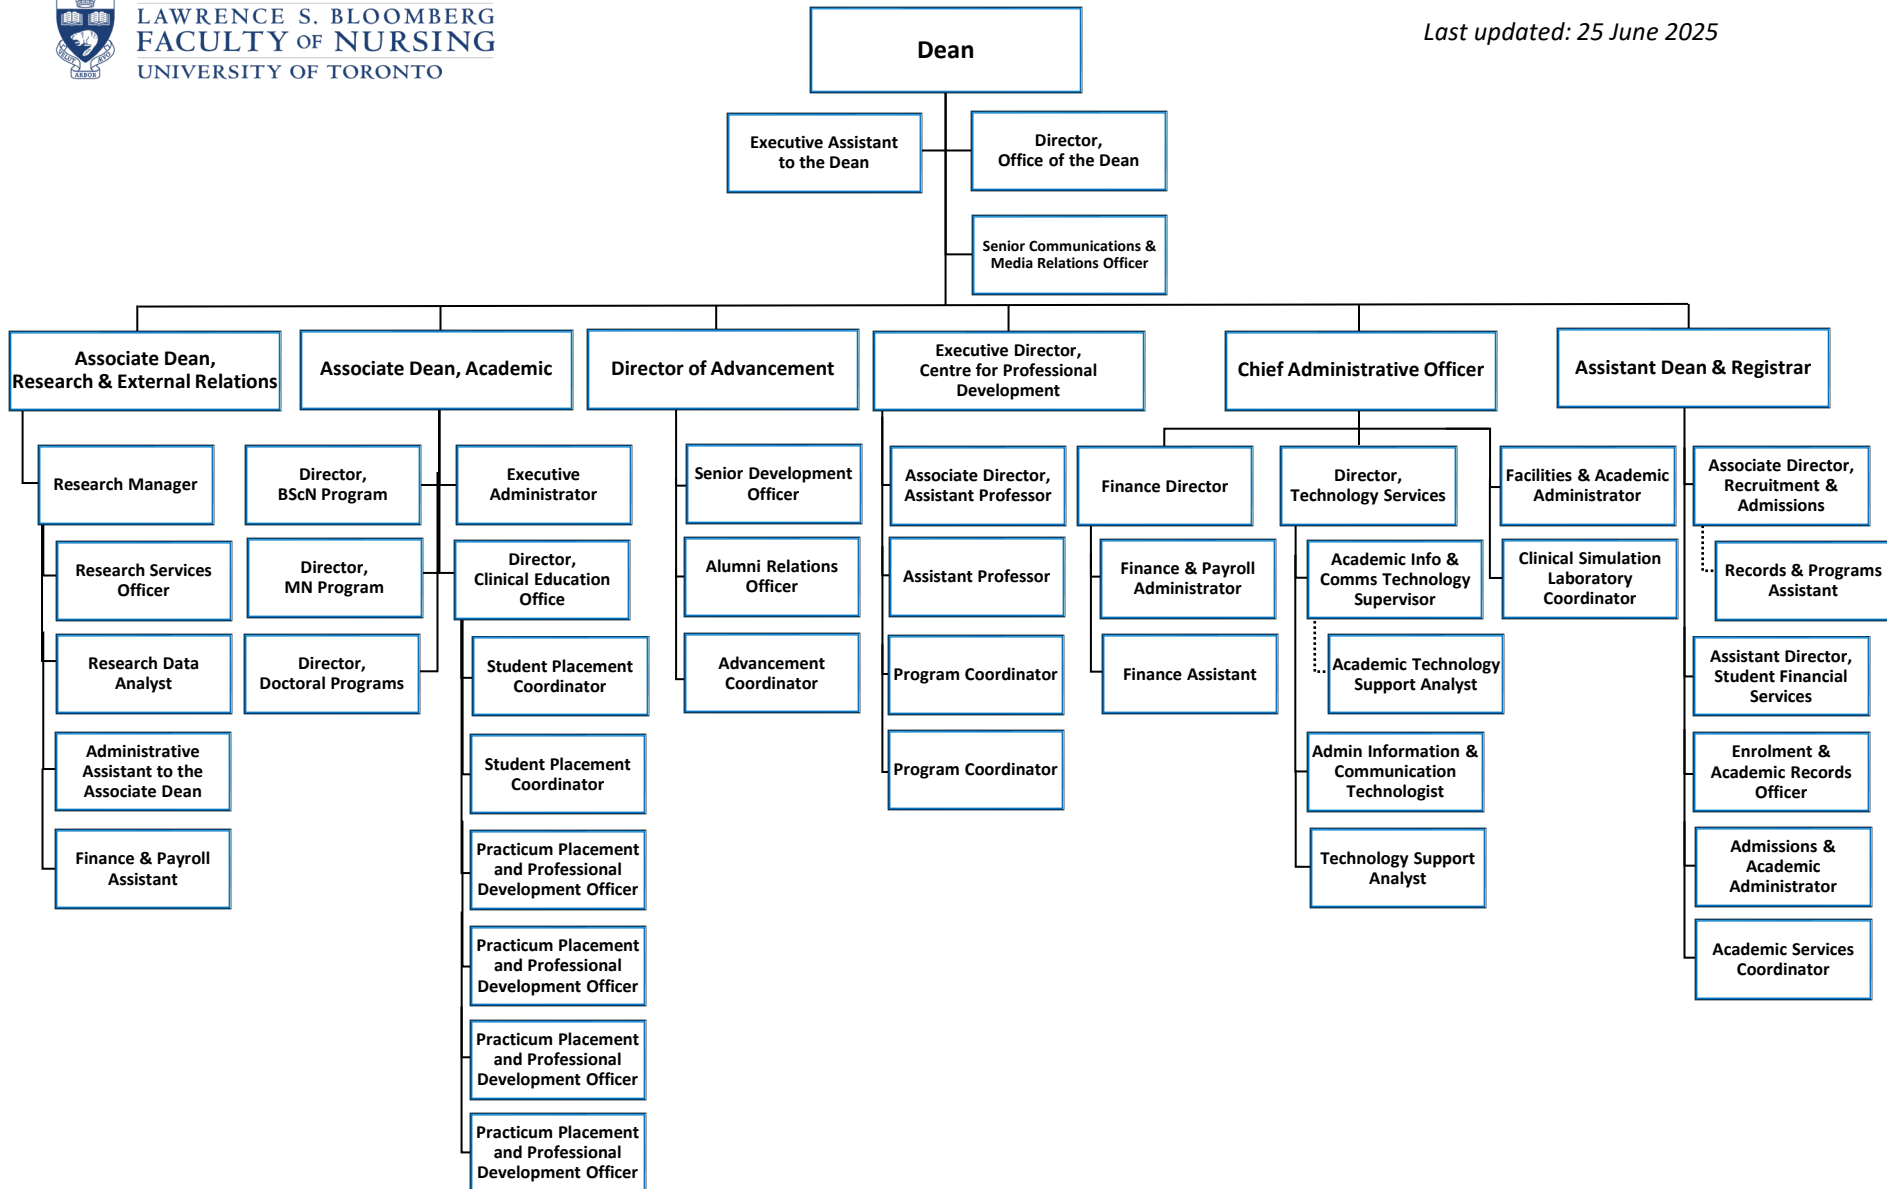 LAWRENCE S. BLOOMBERG
FACULTY OF NURSING
UNIVERSITY OF TORONTO
ARBOR
Last updated: 25 June 2025
Dean
Executive Assistant
to the Dean
Director,
Office of the Dean
Senior Communications &
Media Relations Officer
Associate Dean,
Research & External Relations
Associate Dean, Academic
Director of Advancement
Executive Director,
Centre for Professional
Development
Chief Administrative Officer
Assistant Dean & Registrar
Research Manager
Research Services
Officer
Research Data
Analyst
Administrative
Assistant to the
Associate Dean
Finance & Payroll
Assistant
Director,
BScN Program
Director,
MN Program
Director,
Doctoral Programs
Executive
Administrator
Director,
Clinical Education
Office
Student Placement
Coordinator
Student Placement
Coordinator
Practicum Placement
and Professional
Development Officer
Practicum Placement
and Professional
Development Officer
Practicum Placement
and Professional
Development Officer
Practicum Placement
and Professional
Development Officer
Senior Development
Officer
Alumni Relations
Officer
Advancement
Coordinator
Associate Director,
Assistant Professor
Assistant Professor
Program Coordinator
Program Coordinator
Finance Director
Finance & Payroll
Administrator
Finance Assistant
Director,
Technology Services
Academic Info &
Comms Technology
Supervisor
Academic Technology
Support Analyst
Admin Information &
Communication
Technologist
Technology Support
Analyst
Facilities & Academic
Administrator
Clinical Simulation
Laboratory
Coordinator
Associate Director,
Recruitment &
Admissions
Records & Programs
Assistant
Assistant Director,
Student Financial
Services
Enrolment &
Academic Records
Officer
Admissions &
Academic
Administrator
Academic Services
Coordinator